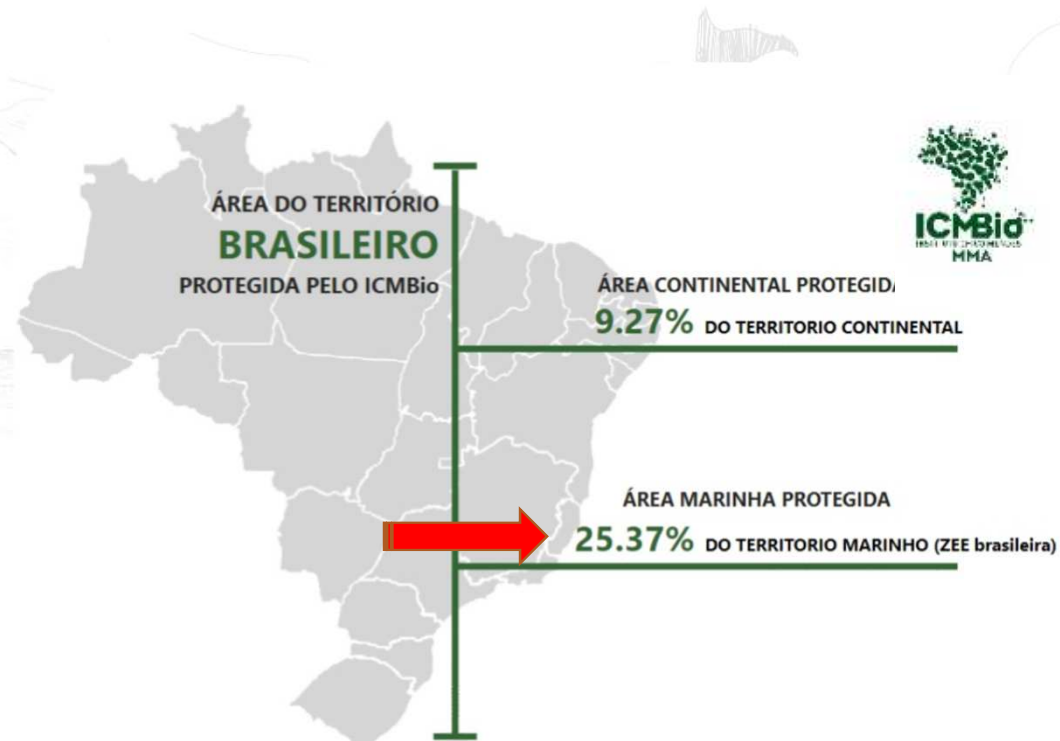 ÁREA DO TERRITÓRIO
BRASILEIRO
PROTEGIDA PELO ICMBio
ICMBio
MMA
ÁREA CONTINENTAL PROTEGIDA
9.27% DO TERRITORIO CONTINENTAL
ÁREA MARINHA PROTEGIDA
25.37% DO TERRITORIO MARINHO (ZEE brasileira)